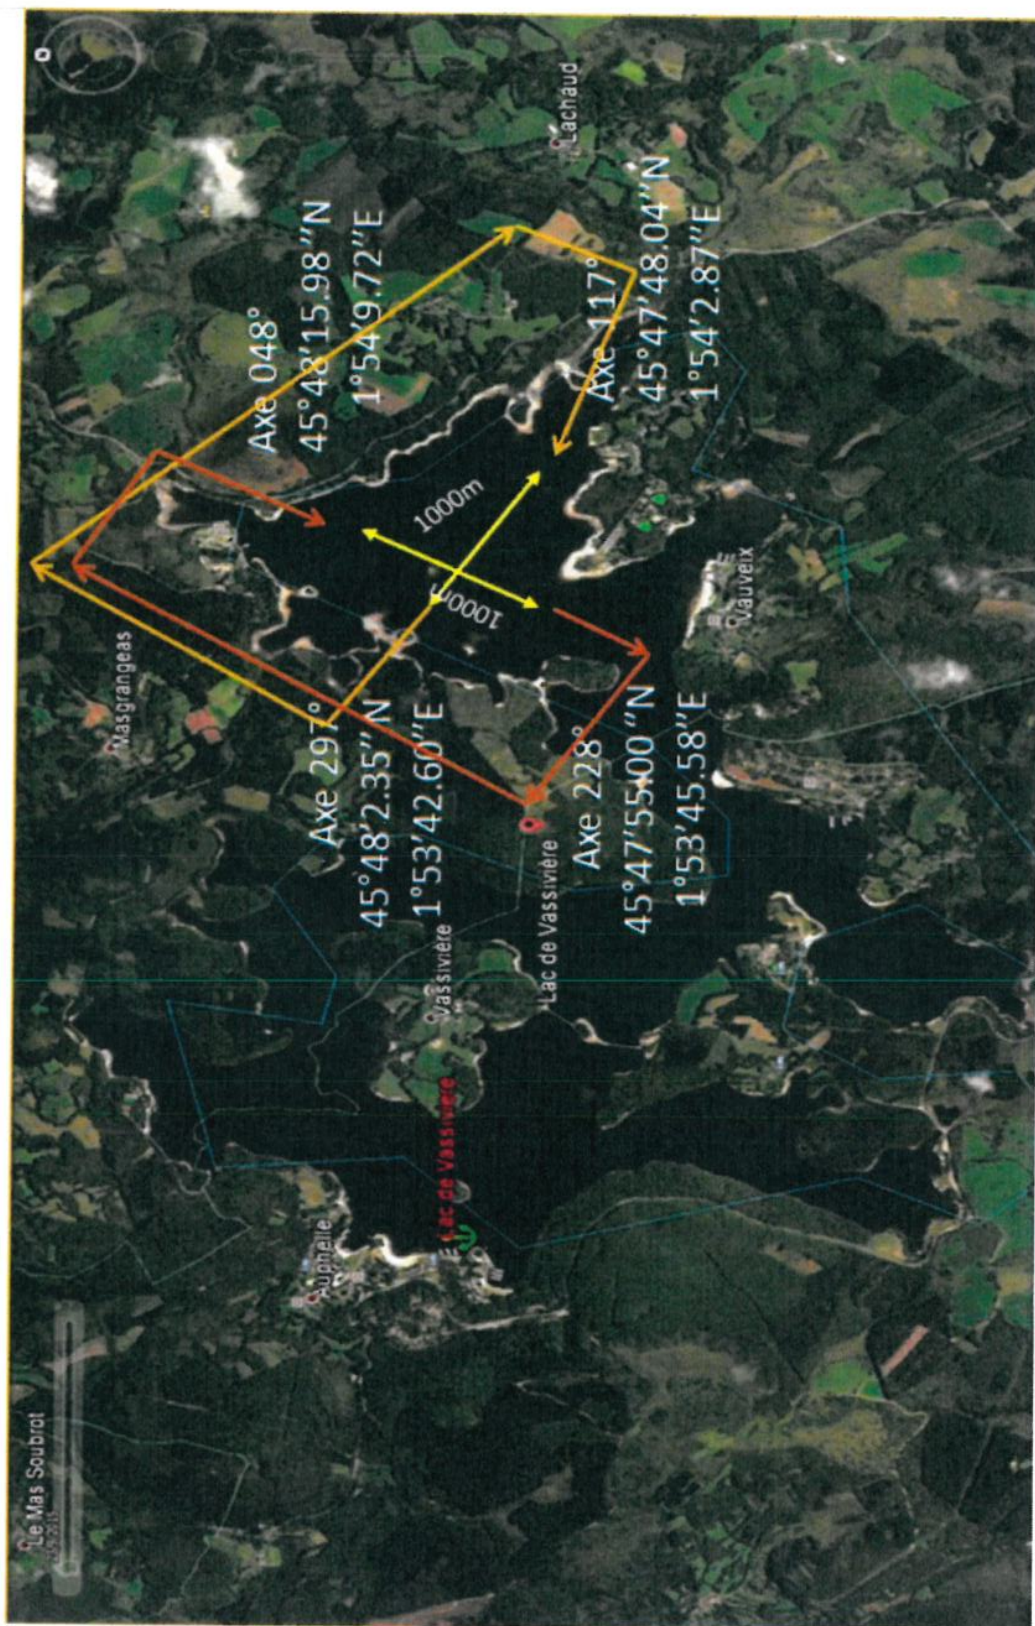 Le Mas Soubrot
Masgrangeas
Axe 048°
45°48'15.98''N
1°54'9.72''E
Lachaud
Axe 297°
45°48'2.35''N
1°53'42.60''E
1000m
1000m
Axe 117°
45°47'48.04''N
1°54'2.87''E
Auphelle
Vassivière
Lac de Vassivière
Lac de Vassivière
Axe 228°
45°47'55.00''N
1°53'45.58''E
Vauveix